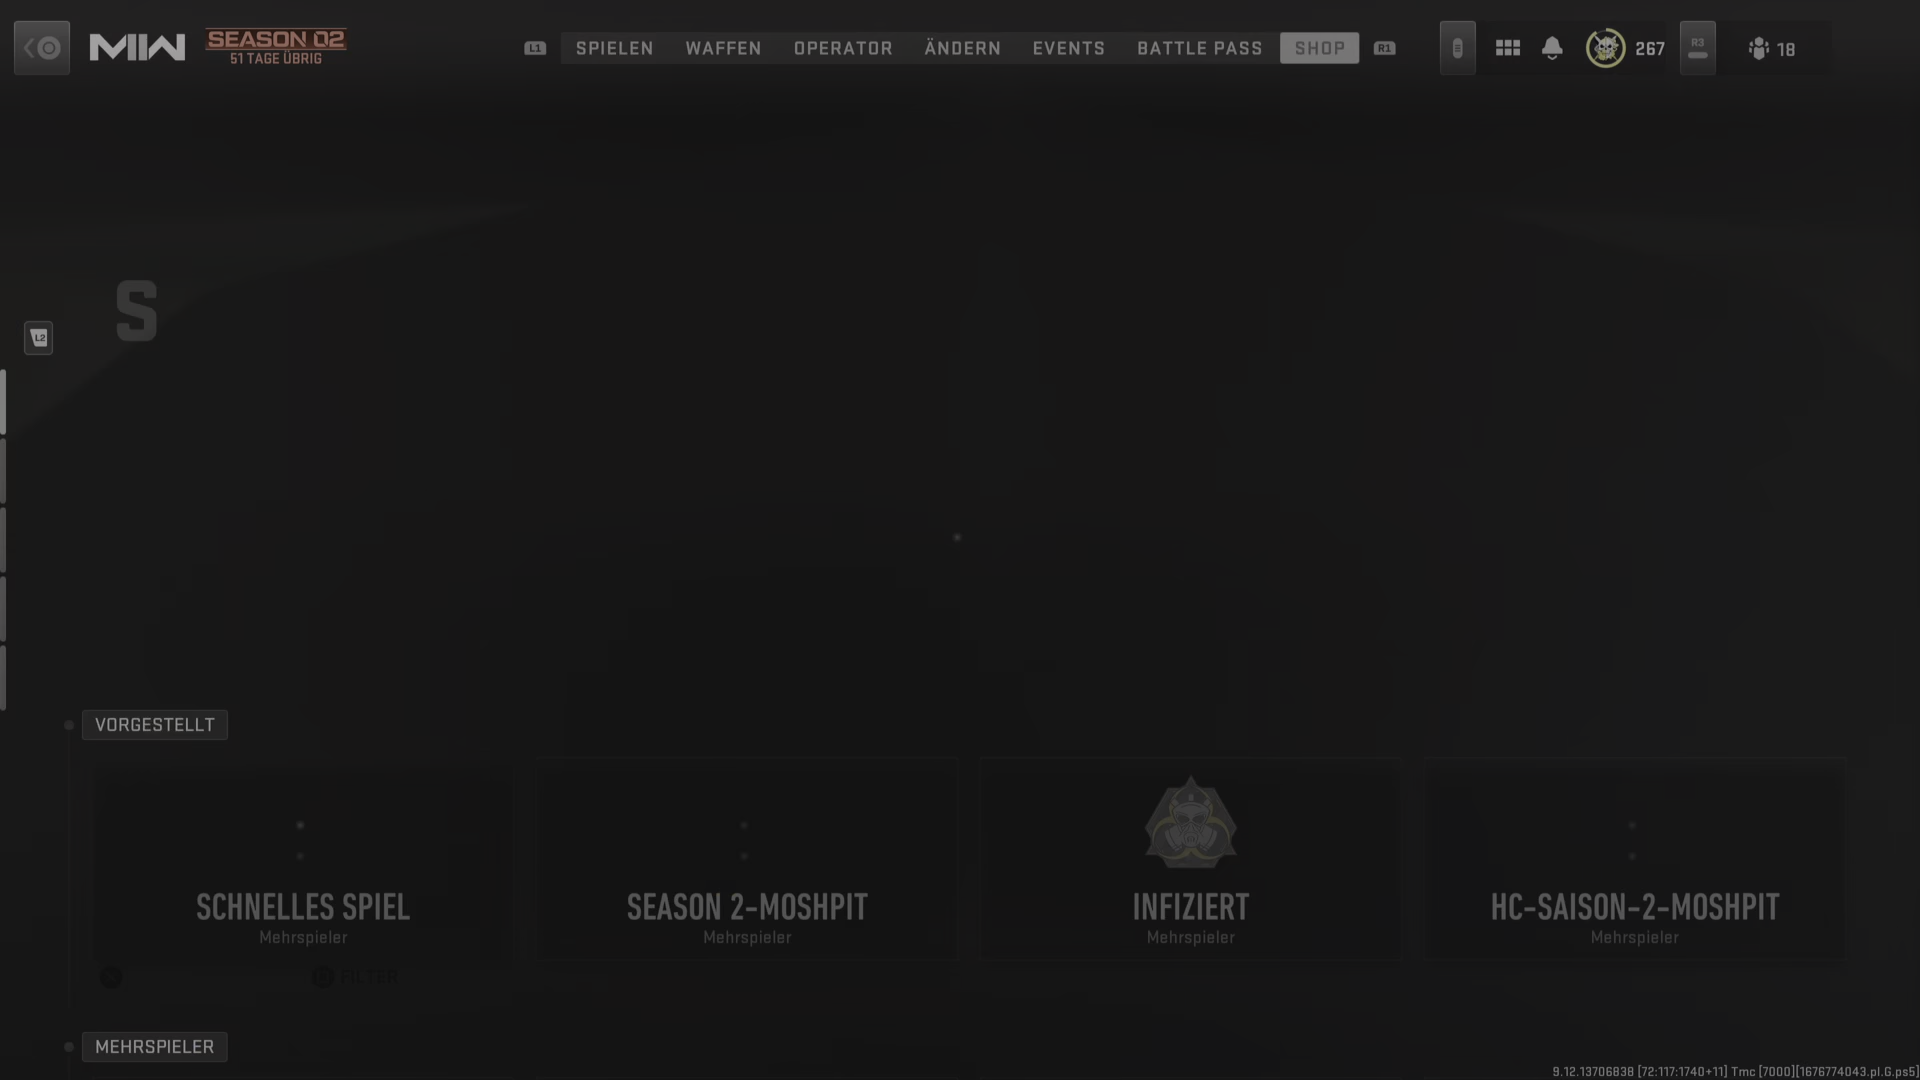 MW
SEASON 02
51 TAGE ÜBRIG
L1
SPIELEN
WAFFEN
OPERATOR
ÄNDERN
EVENTS
BATTLE PASS
SHOP
R1
267
R3
18
S
L2
VORGESTELLT
SCHNELLES SPIEL
Mehrspieler
SEASON 2-MOSHPIT
Mehrspieler
INFIZIERT
Mehrspieler
HC-SAISON-2-MOSHPIT
Mehrspieler
FILTER
MEHRSPIELER
9.12.13706838 [72:117:1740+11] Tmc [7000][1676774043.pl.G.ps5]